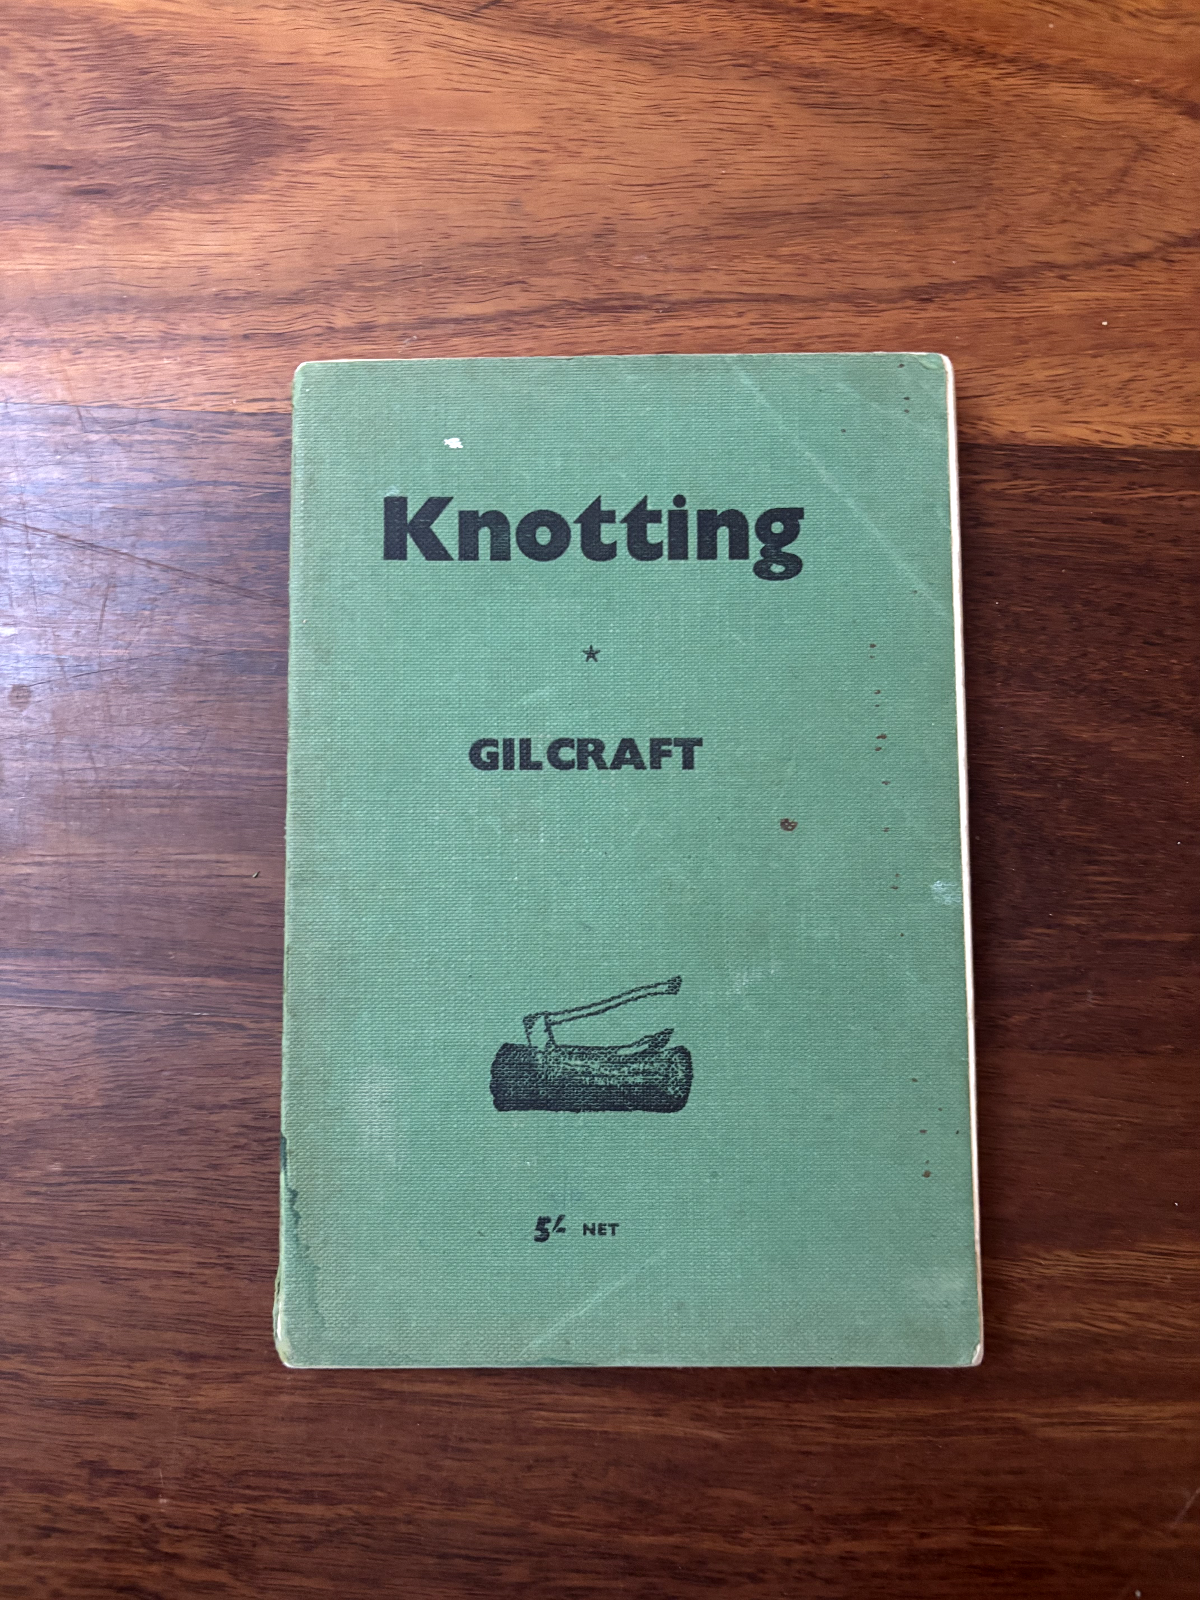 Knotting
GILCRAFT
5/- NET